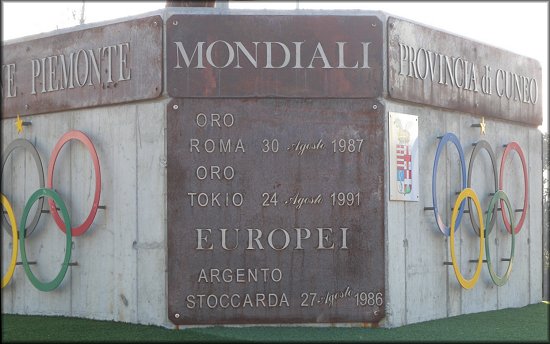 NE PIEMONTE
MONDIALI
PROVINCIA di CUNEO
ORO
ROMA 30 Agosto 1987
ORO
TOKIO 24 Agosto 1991
EUROPEI
ARGENTO
STOCCARDA 27 Agosto 1986